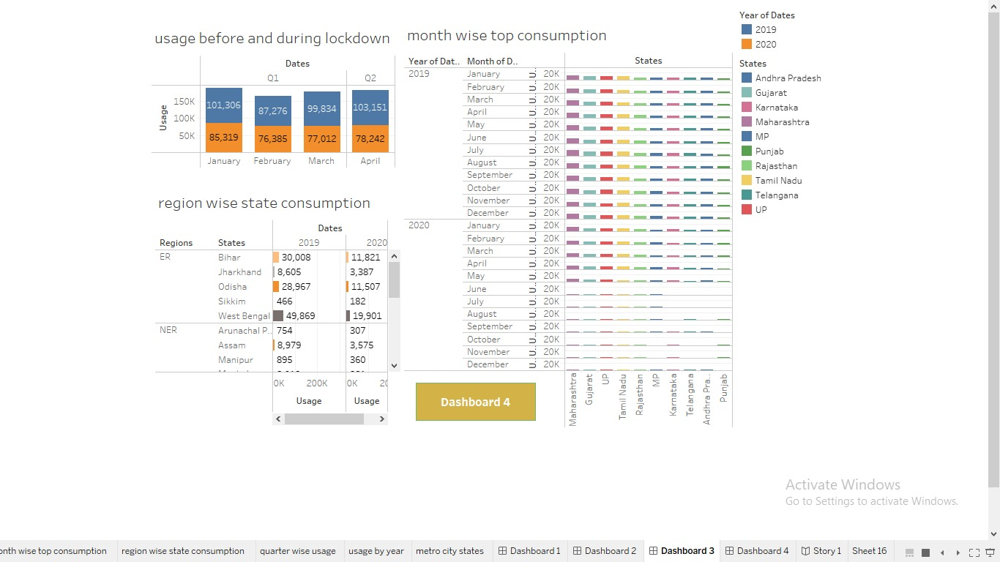 usage before and during lockdown
Dates
Q1 Q2
Usage
150K
100K
50K
101,306 87,276 99,834 103,151
85,319 76,385 77,012 78,242
January February March April
region wise state consumption
Dates
Regions States 2019 2020
ER Bihar 30,008 11,821
Jharkhand 8,605 3,387
Odisha 28,967 11,507
Sikkim 466 182
West Bengal 49,869 19,901
NER Arunachal P.. 754 307
Assam 8,979 3,575
Manipur 895 360
0K 200K 0K
Usage Usage
month wise top consumption
Year of Dat.. Month of D.. States
2019 January 20K
February 20K
March 20K
April 20K
May 20K
June 20K
July 20K
August 20K
September 20K
October 20K
November 20K
December 20K
2020 January 20K
February 20K
March 20K
April 20K
May 20K
June 20K
July 20K
August 20K
September 20K
October 20K
November 20K
December 20K
Maharashtra Gujarat UP Tamil Nadu Rajasthan MP Karnataka Telangana Andhra Pra.. Punjab
Dashboard 4
Year of Dates
2019
2020
States
Andhra Pradesh
Gujarat
Karnataka
Maharashtra
MP
Punjab
Rajasthan
Tamil Nadu
Telangana
UP
Activate Windows
Go to Settings to activate Windows.
onth wise top consumption region wise state consumption quarter wise usage usage by year metro city states Dashboard 1 Dashboard 2 Dashboard 3 Dashboard 4 Story 1 Sheet 16